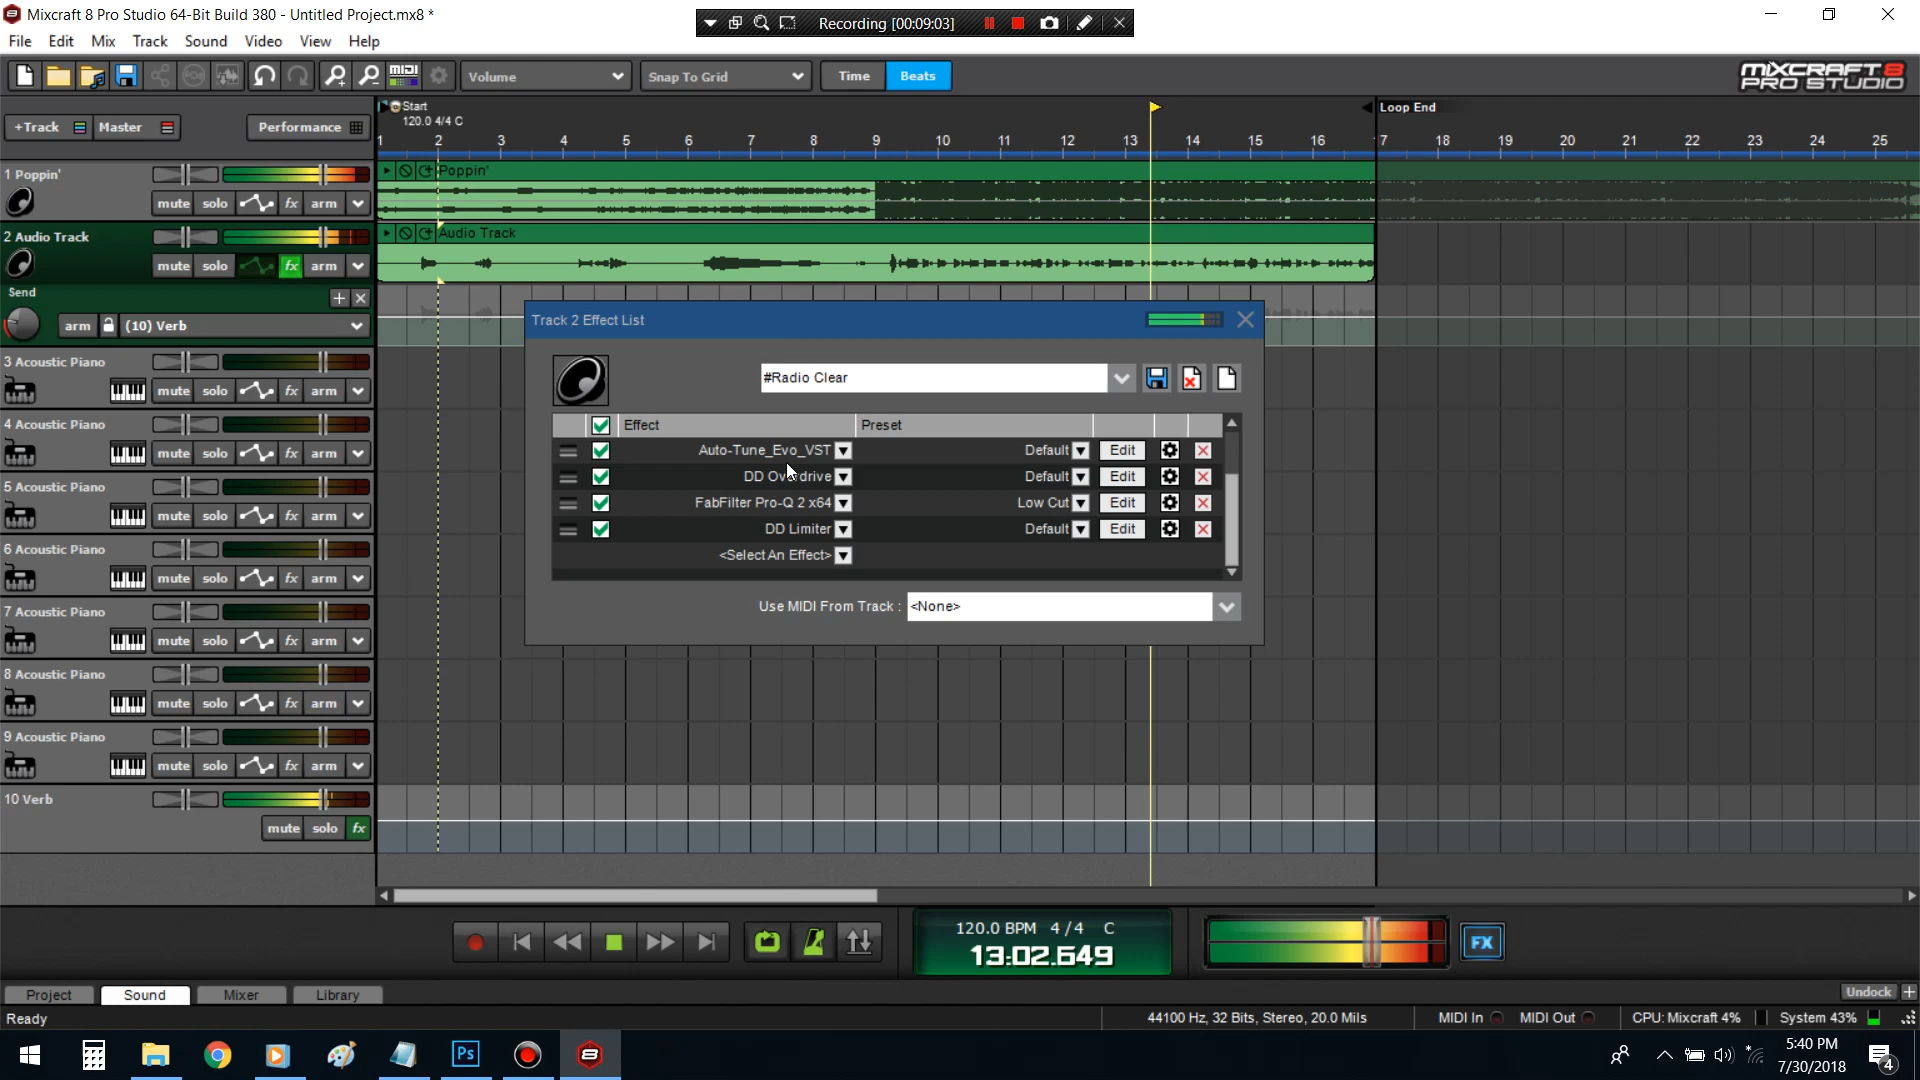 Mixcraft 8 Pro Studio 64-Bit Build 380 - Untitled Project.mx8 *
Recording [00:09:03]
File Edit Mix Track Sound Video View Help
MIDI
Volume
Snap To Grid
Time Beats
MIXCRAFT 8
PRO STUDIO
+Track Master Performance
Start
120.0 4/4 C
Loop End
1 2 3 4 5 6 7 8 9 10 11 12 13 14 15 16 17 18 19 20 21 22 23 24 25
1 Poppin'
mute solo fx arm
Poppin'
2 Audio Track
mute solo fx arm
Audio Track
Send
arm (10) Verb
3 Acoustic Piano
mute solo fx arm
4 Acoustic Piano
mute solo fx arm
5 Acoustic Piano
mute solo fx arm
6 Acoustic Piano
mute solo fx arm
7 Acoustic Piano
mute solo fx arm
8 Acoustic Piano
mute solo fx arm
9 Acoustic Piano
mute solo fx arm
10 Verb
mute solo fx
Track 2 Effect List
#Radio Clear
Effect Preset
Auto-Tune_Evo_VST Default Edit
DD Overdrive Default Edit
FabFilter Pro-Q 2 x64 Low Cut Edit
DD Limiter Default Edit
<Select An Effect>
Use MIDI From Track : <None>
120.0 BPM 4/4 C
13:02.649
FX
Project Sound Mixer Library
Undock
Ready
44100 Hz, 32 Bits, Stereo, 20.0 Mils
MIDI In MIDI Out
CPU: Mixcraft 4% System 43%
Ps
8
5:40 PM
7/30/2018
4